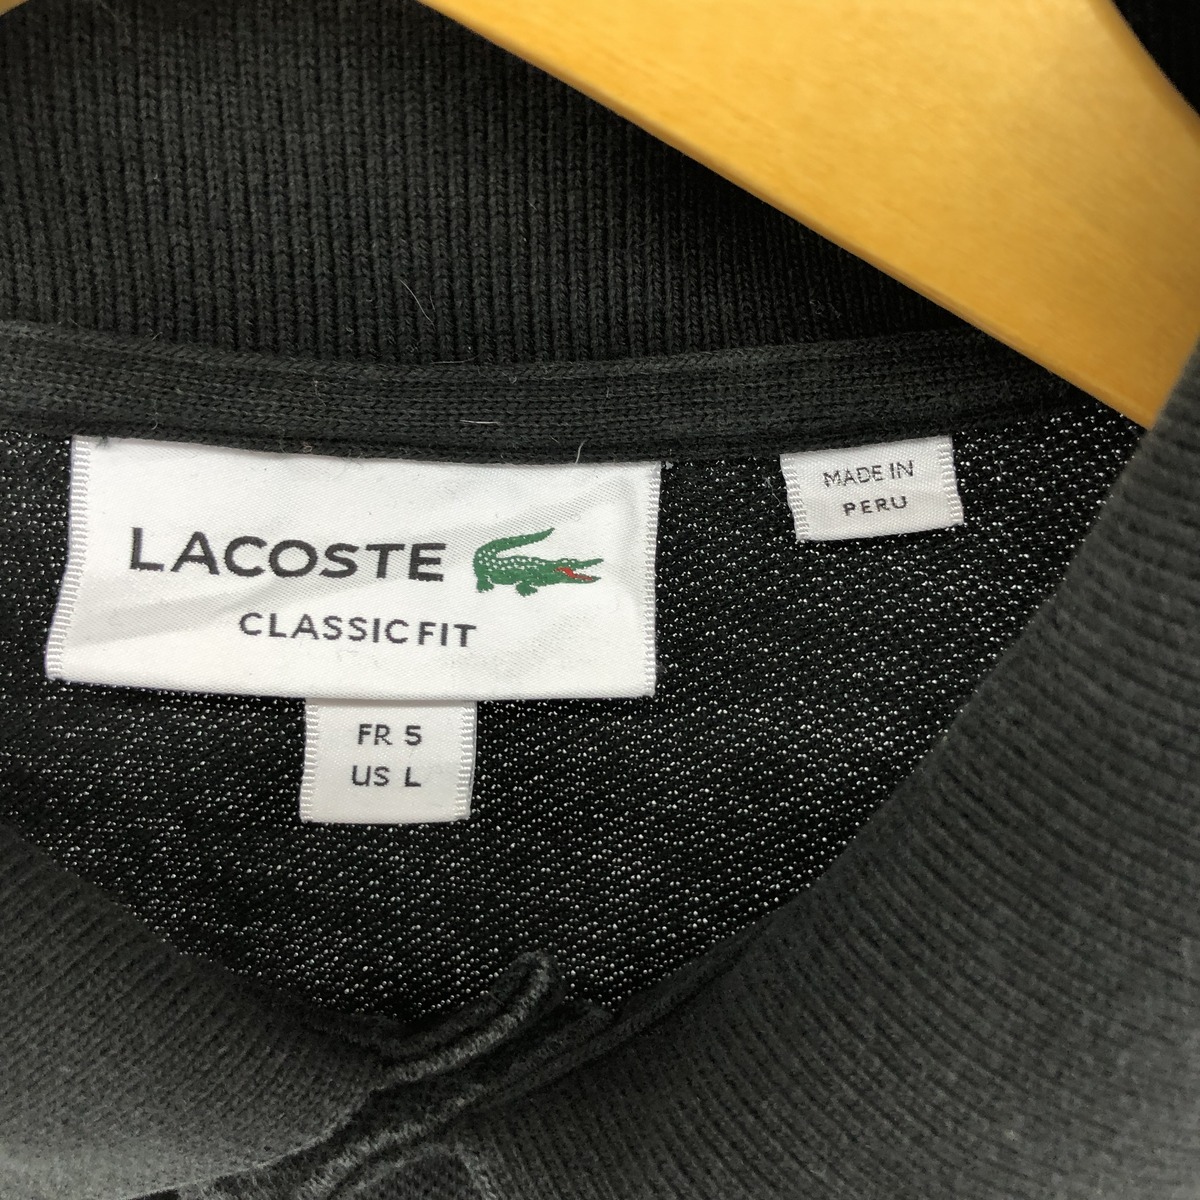 LACOSTE
CLASSIC FIT
FR 5
US L
MADE IN
PERU